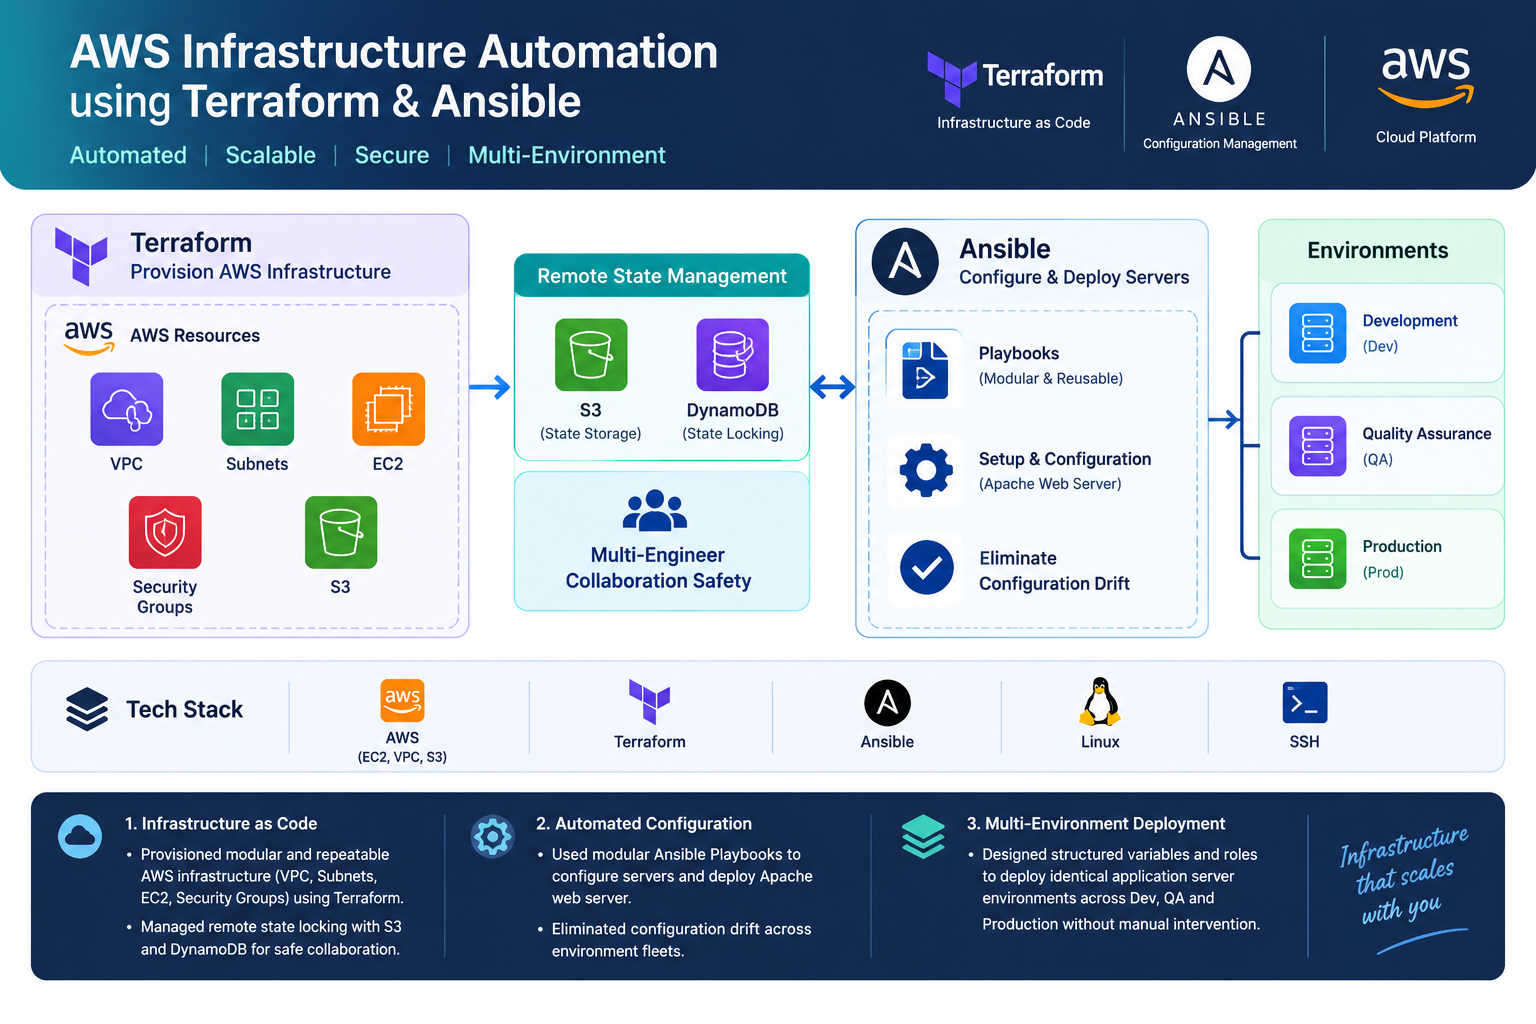 AWS Infrastructure Automation
using Terraform & Ansible
Automated | Scalable | Secure | Multi-Environment
Terraform
Infrastructure as Code
ANSIBLE
Configuration Management
aws
Cloud Platform
Terraform
Provision AWS Infrastructure
aws
AWS Resources
VPC
Subnets
EC2
Security
Groups
S3
Remote State Management
S3
(State Storage)
DynamoDB
(State Locking)
Multi-Engineer
Collaboration Safety
Ansible
Configure & Deploy Servers
Playbooks
(Modular & Reusable)
Setup & Configuration
(Apache Web Server)
Eliminate
Configuration Drift
Environments
Development
(Dev)
Quality Assurance
(QA)
Production
(Prod)
Tech Stack
aws
AWS
(EC2, VPC, S3)
Terraform
Ansible
Linux
SSH
1. Infrastructure as Code
• Provisioned modular and repeatable
AWS infrastructure (VPC, Subnets,
EC2, Security Groups) using Terraform.
• Managed remote state locking with S3
and DynamoDB for safe collaboration.
2. Automated Configuration
• Used modular Ansible Playbooks to
configure servers and deploy Apache
web server.
• Eliminated configuration drift across
environment fleets.
3. Multi-Environment Deployment
• Designed structured variables and roles
to deploy identical application server
environments across Dev, QA and
Production without manual intervention.
Infrastructure
that scales
with you